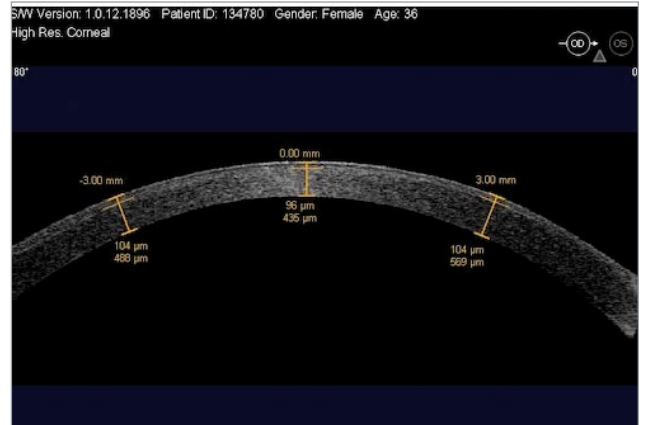 S/W Version: 1.0.12.1896 Patient ID: 134780 Gender: Female Age: 36
High Res. Corneal
OD OS
80° 0
0.00 mm
-3.00 mm 3.00 mm
96 µm
435 µm
104 µm 104 µm
488 µm 569 µm